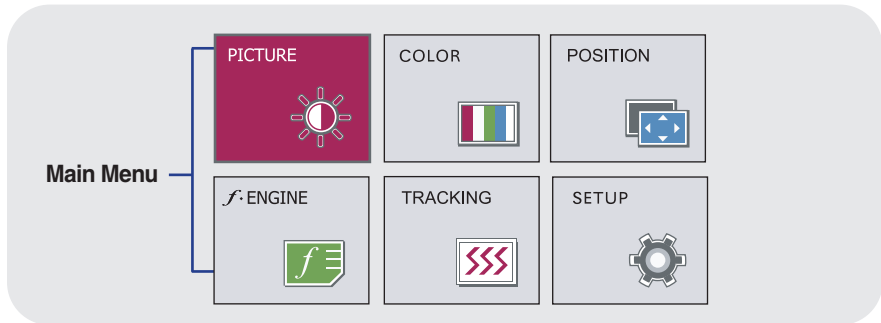 PICTURE
COLOR
POSITION
Main Menu
f·ENGINE
TRACKING
SETUP
f